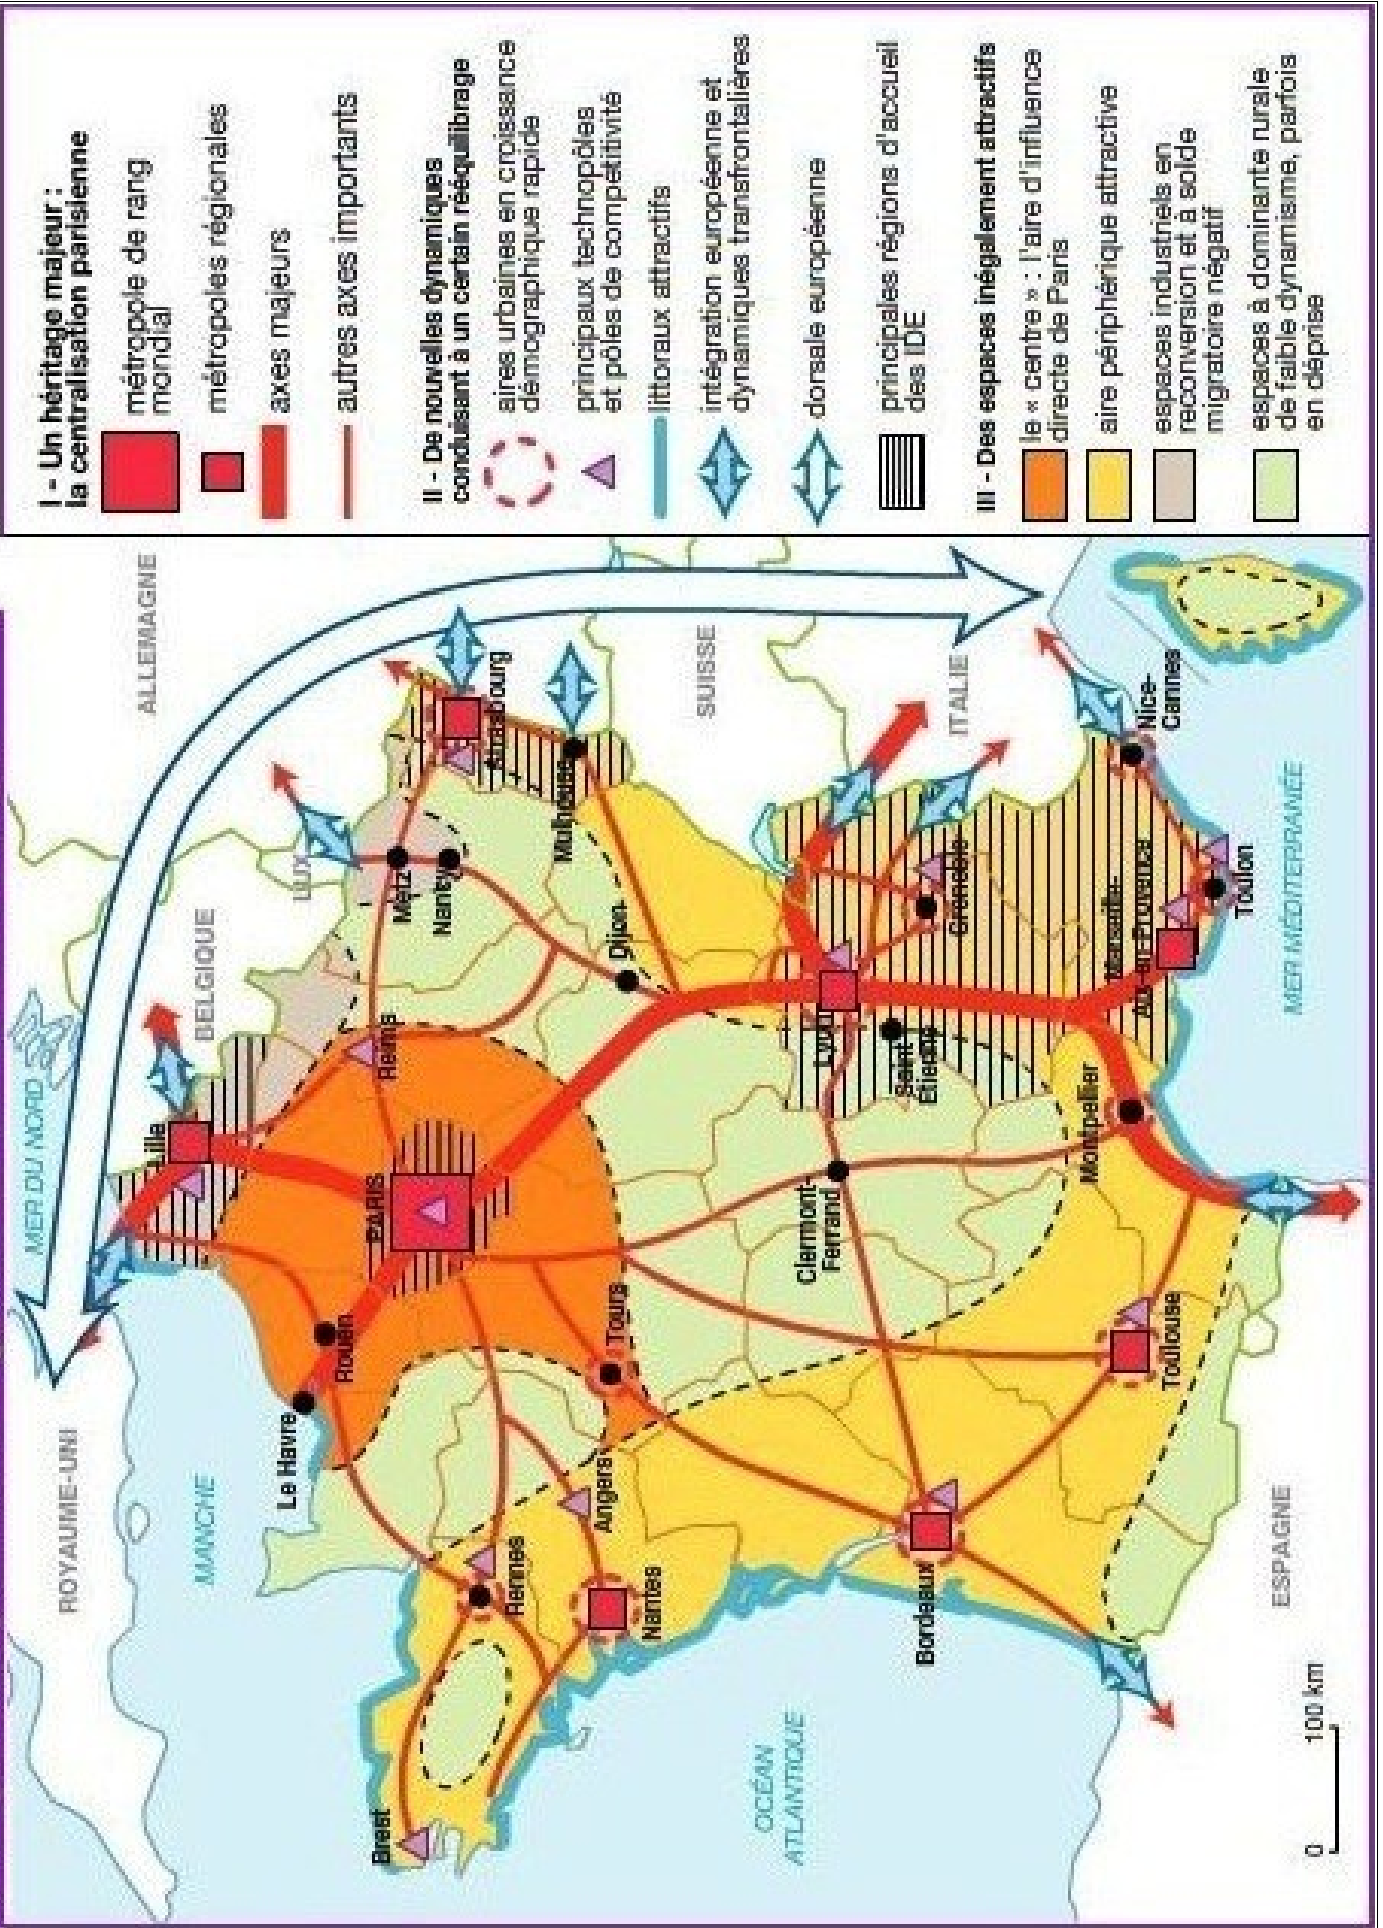 I - Un héritage majeur :
la centralisation parisienne
métropole de rang
mondial
métropoles régionales
axes majeurs
autres axes importants
II - De nouvelles dynamiques
conduisant à un certain rééquilibrage
aires urbaines en croissance
démographique rapide
principaux technopôles
et pôles de compétitivité
littoraux attractifs
intégration européenne et
dynamiques transfrontalières
dorsale européenne
principales régions d'accueil
des IDE
III - Des espaces inégalement attractifs
le « centre » : l'aire d'influence
directe de Paris
aire périphérique attractive
espaces industriels en
reconversion et à solde
migratoire négatif
espaces à dominante rurale
de faible dynamisme, parfois
en déprise
ROYAUME-UNI
MER DU NORD
ALLEMAGNE
BELGIQUE
LUX
MANCHE
Lille
Le Havre
Rouen
PARIS
Reims
Metz
Nancy
Strasbourg
Brest
Rennes
Angers
Nantes
Tours
Dijon
Mulhouse
SUISSE
OCÉAN
ATLANTIQUE
Clermont-
Ferrand
Lyon
Saint
Étienne
Grenoble
ITALIE
Bordeaux
Toulouse
Montpellier
Marseille-
Aix-en-Provence
Toulon
Nice-
Cannes
ESPAGNE
MER MÉDITERRANÉE
0 100 km